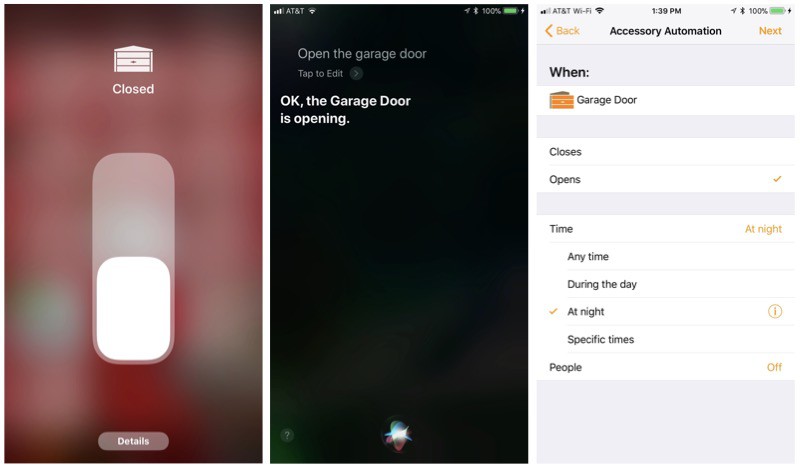 Closed
Details
AT&T
100%
Open the garage door
Tap to Edit
OK, the Garage Door
is opening.
?
AT&T Wi-Fi 1:39 PM 100%
Back Accessory Automation Next
When:
Garage Door
Closes
Opens
Time At night
Any time
During the day
At night
Specific times
People Off